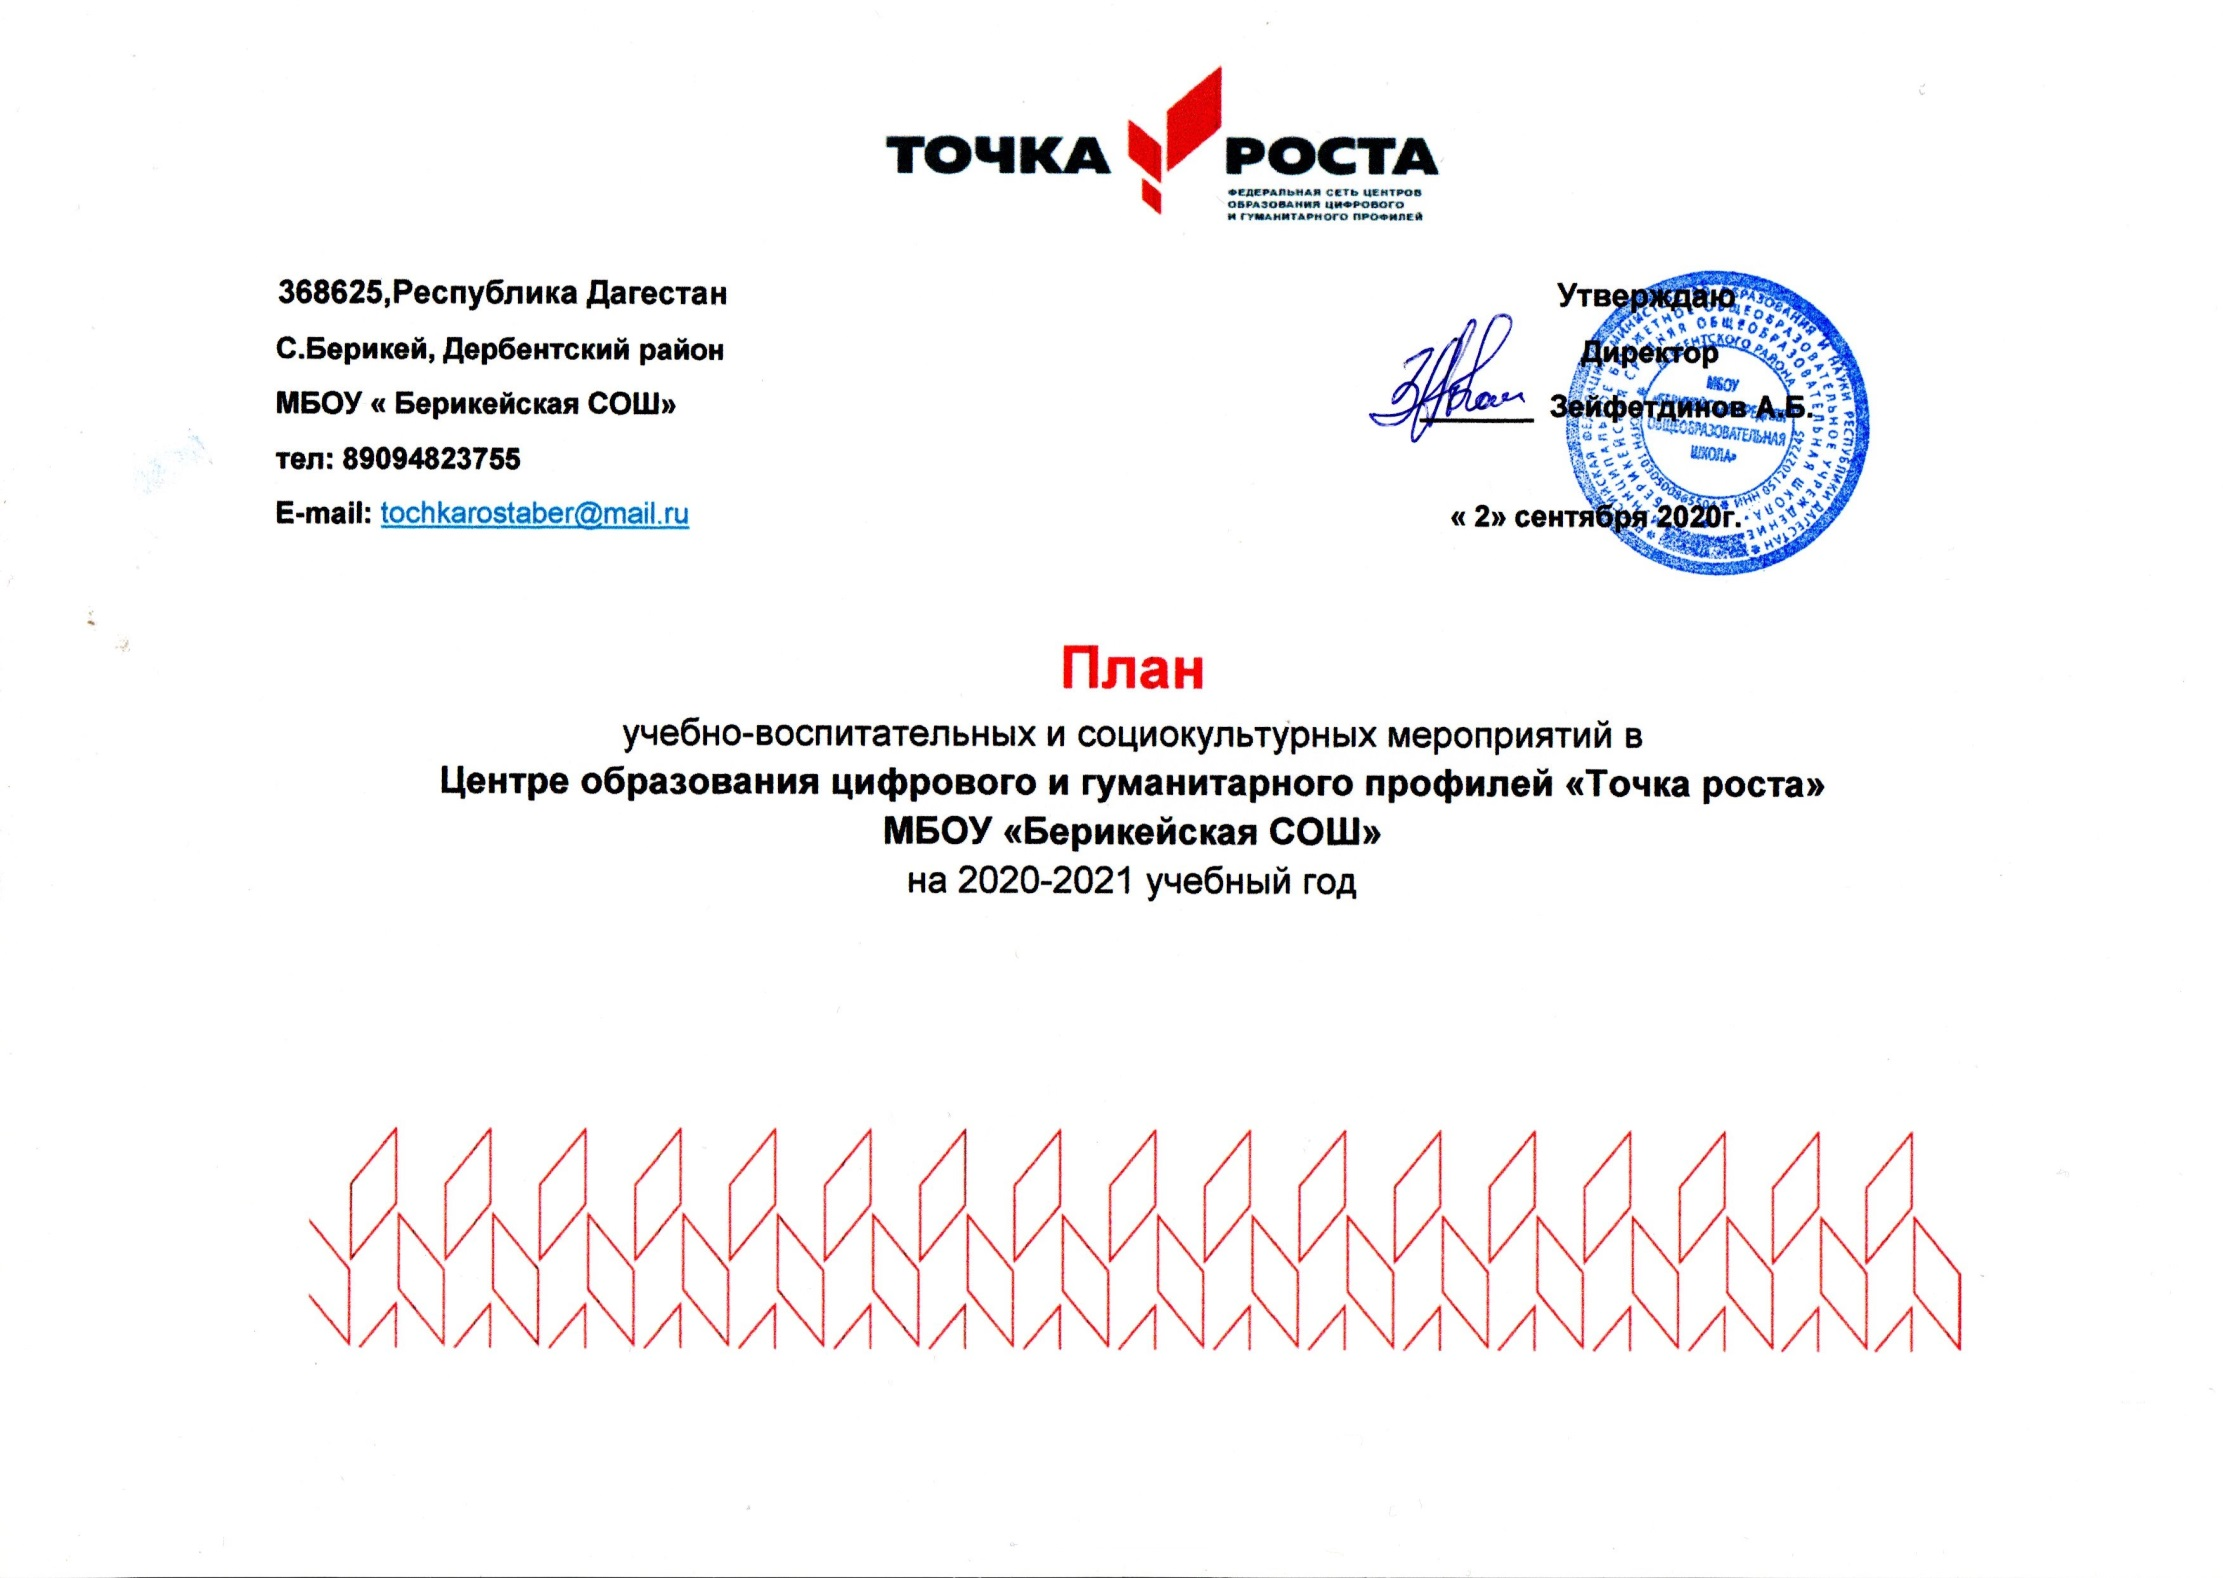 ТОЧКА РОСТА
ФЕДЕРАЛЬНАЯ СЕТЬ ЦЕНТРОВ
ОБРАЗОВАНИЯ ЦИФРОВОГО
И ГУМАНИТАРНОГО ПРОФИЛЕЙ
368625,Республика Дагестан
С.Берикей, Дербентский район
МБОУ « Берикейская СОШ»
тел: 89094823755
E-mail: tochkarostaber@mail.ru
Утверждаю
Директор
Зейфетдинов А.Б.
« 2» сентября 2020г.
МБОУ
ОБЩЕОБРАЗОВАТЕЛЬНАЯ
ШКОЛА»
План
учебно-воспитательных и социокультурных мероприятий в
Центре образования цифрового и гуманитарного профилей «Точка роста»
МБОУ «Берикейская СОШ»
на 2020-2021 учебный год